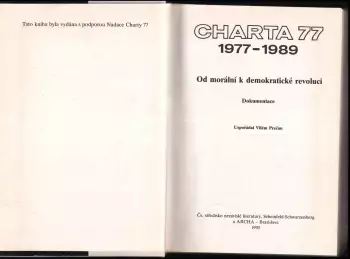 Tato kniha byla vydána s podporou Nadace Charty 77
CHARTA 77
1977-1989
Od morální k demokratické revoluci
Dokumentace
Uspořádal Vilém Prečan
Čs. středisko nezávislé literatury, Scheinfeld-Schwarzenberg
a ARCHA – Bratislava
1990